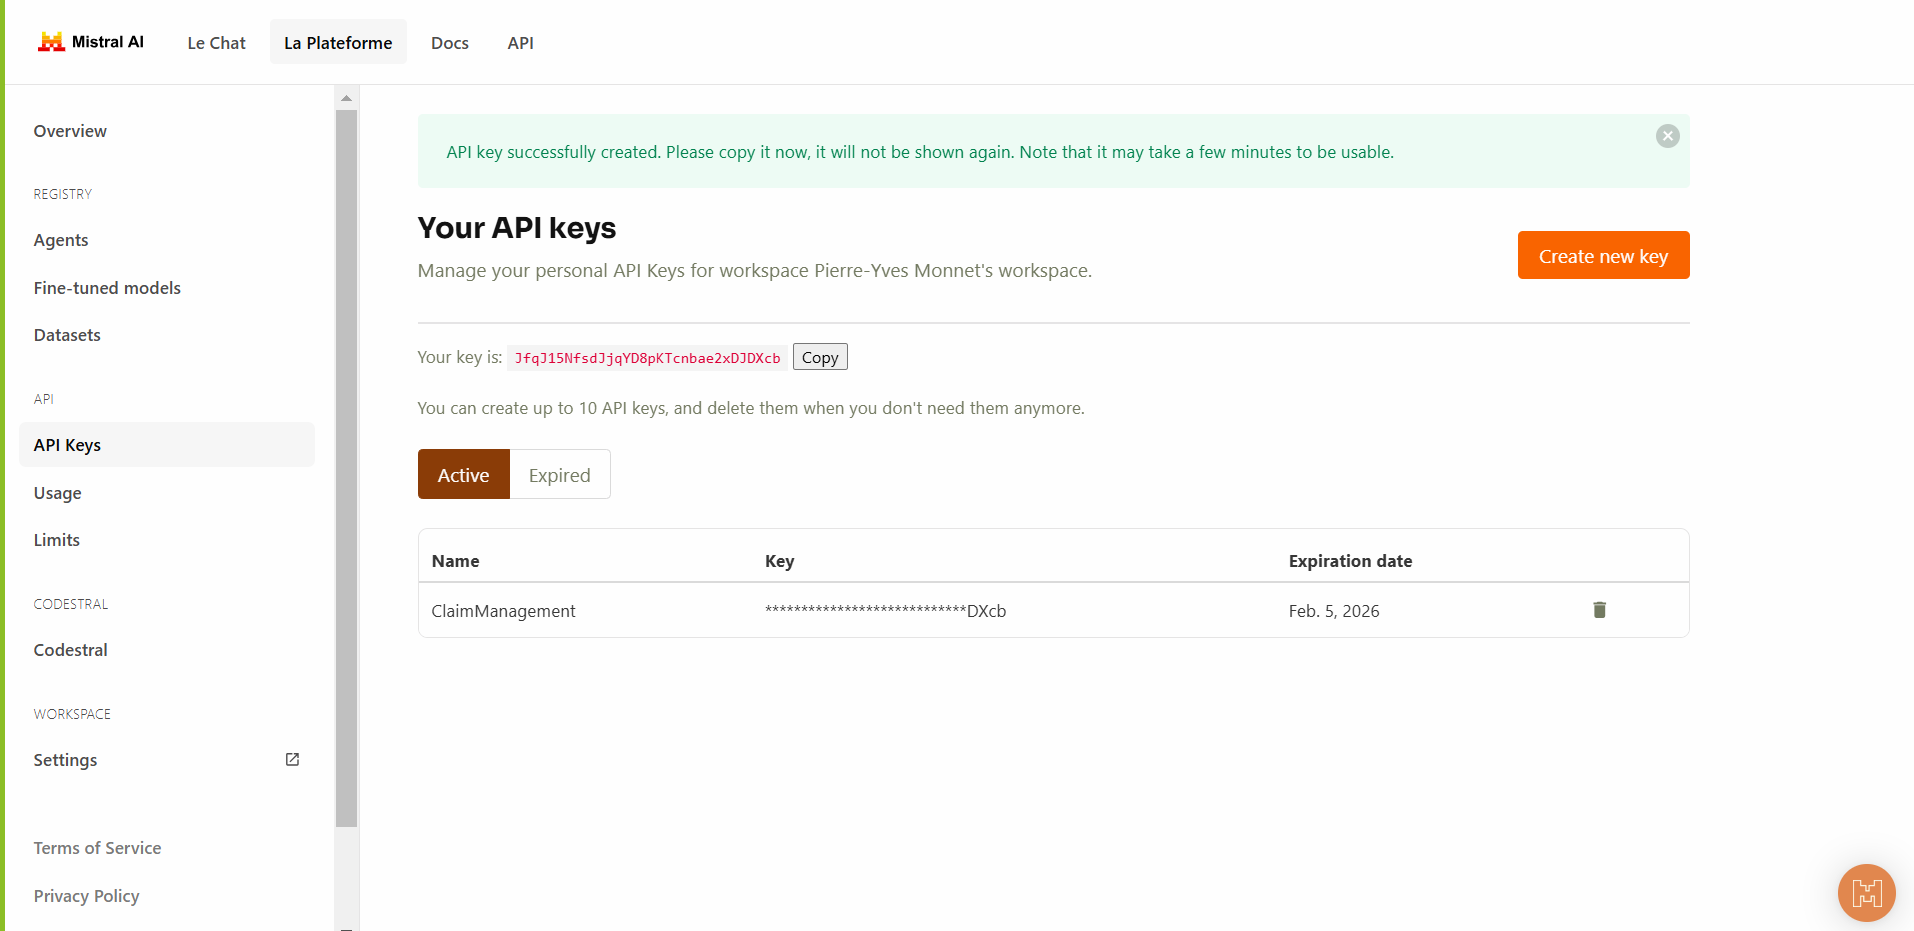 Mistral AI Le Chat La Plateforme Docs API
Overview
REGISTRY
Agents
Fine-tuned models
Datasets
API
API Keys
Usage
Limits
CODESTRAL
Codestral
WORKSPACE
Settings
Terms of Service
Privacy Policy
API key successfully created. Please copy it now, it will not be shown again. Note that it may take a few minutes to be usable.
Your API keys
Manage your personal API Keys for workspace Pierre-Yves Monnet's workspace.
Create new key
Your key is: JfqJ15NfsdJjqYD8pKTcnbae2xDJDXcb Copy
You can create up to 10 API keys, and delete them when you don't need them anymore.
Active Expired
Name Key Expiration date
ClaimManagement ****************************DXcb Feb. 5, 2026